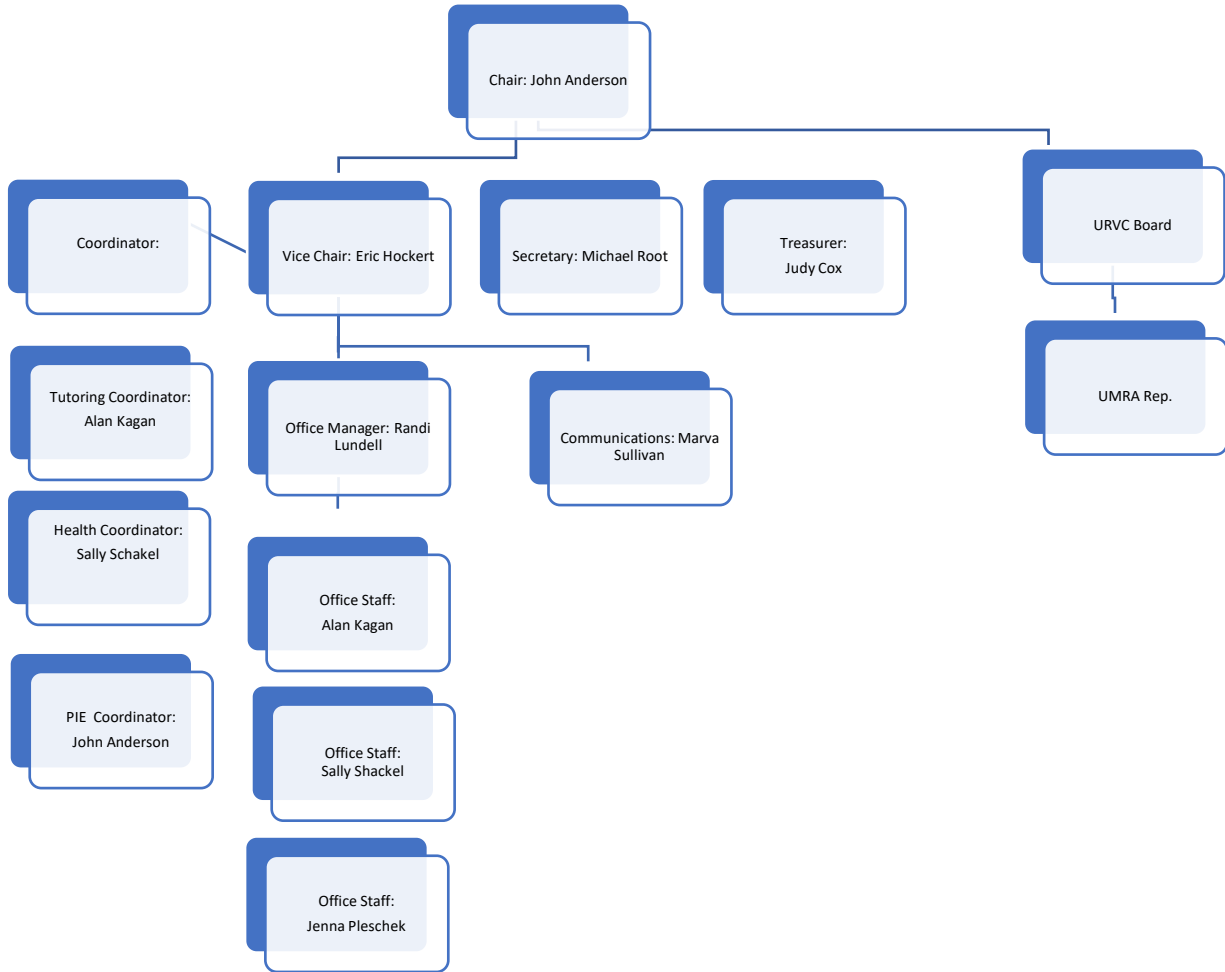 Chair: John Anderson
Coordinator:
Vice Chair: Eric Hockert
Secretary: Michael Root
Treasurer:
Judy Cox
URVC Board
Tutoring Coordinator:
Alan Kagan
Office Manager: Randi
Lundell
Communications: Marva
Sullivan
UMRA Rep.
Health Coordinator:
Sally Schakel
Office Staff:
Alan Kagan
PIE  Coordinator:
John Anderson
Office Staff:
Sally Shackel
Office Staff:
Jenna Pleschek